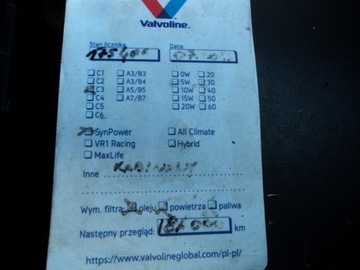 Valvoline.
Stan licznika
Data
C1 A3/B3 0W 20
C2 A3/B4 5W 30
C3 A5/B5 10W 40
C4 A7/B7 15W 50
C5 20W 60
C6
SynPower All Climate
VR1 Racing Hybrid
MaxLife
Inne
Wym. filtra: oleju powietrza paliwa
Następny przegląd: km
https://www.valvolineglobal.com/pl-pl/